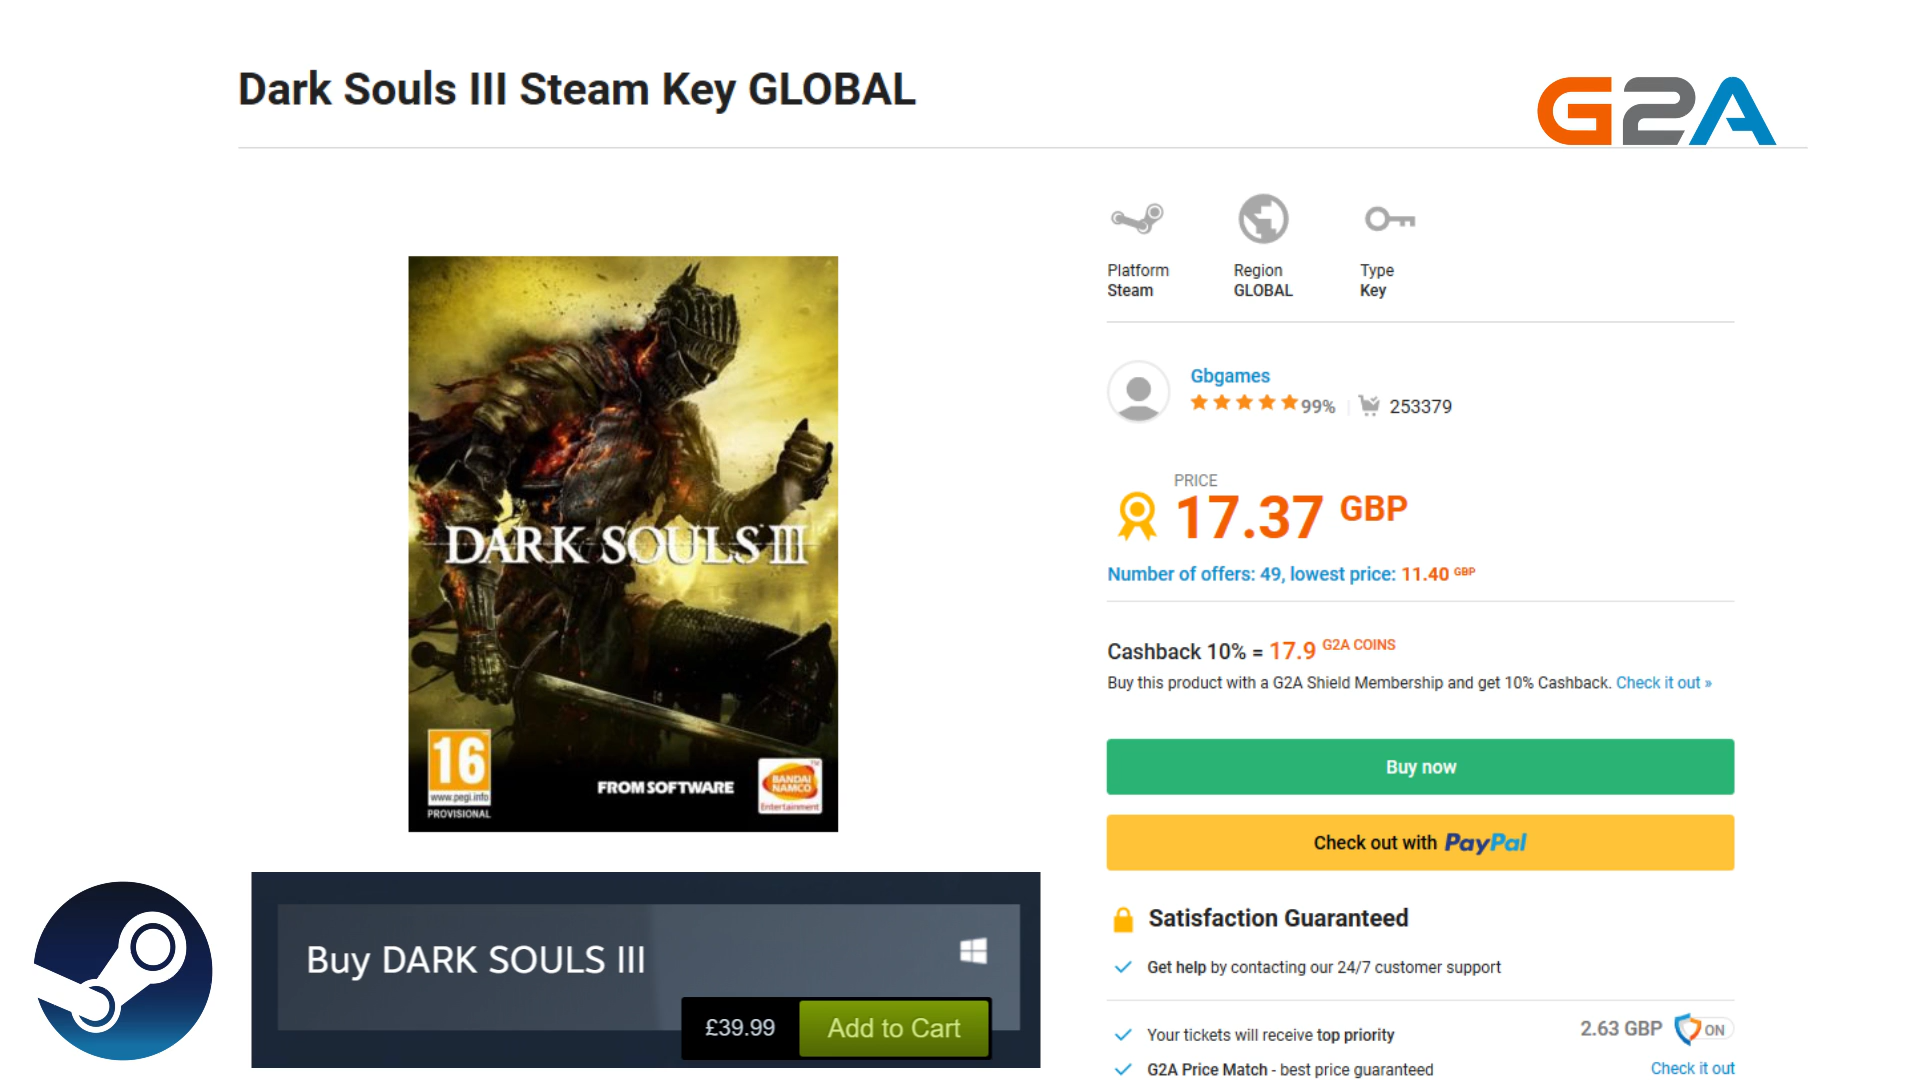 Dark Souls III Steam Key GLOBAL
G2A
Platform
Steam
Region
GLOBAL
Type
Key
Gbgames
99%
253379
PRICE
17.37 GBP
Number of offers: 49, lowest price: 11.40 GBP
Cashback 10% = 17.9 G2A COINS
Buy this product with a G2A Shield Membership and get 10% Cashback. Check it out »
Buy now
Check out with PayPal
Satisfaction Guaranteed
Get help by contacting our 24/7 customer support
Your tickets will receive top priority
2.63 GBP ON
G2A Price Match - best price guaranteed
Check it out
DARK SOULS III
16
www.pegi.info
PROVISIONAL
FROMSOFTWARE
BANDAI
NAMCO
Entertainment
TM
Buy DARK SOULS III
£39.99
Add to Cart